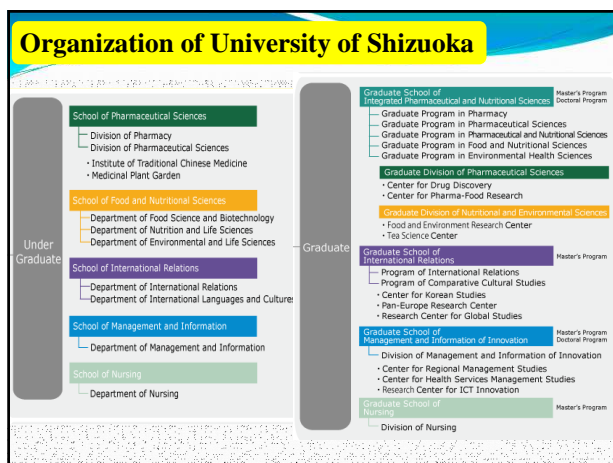 Organization of University of Shizuoka
Under
Graduate
School of Pharmaceutical Sciences
Division of Pharmacy
Division of Pharmaceutical Sciences
・Institute of Traditional Chinese Medicine
・Medicinal Plant Garden
School of Food and Nutritional Sciences
Department of Food Science and Biotechnology
Department of Nutrition and Life Sciences
Department of Environmental and Life Sciences
School of International Relations
Department of International Relations
Department of International Languages and Cultures
School of Management and Information
Department of Management and Information
School of Nursing
Department of Nursing
Graduate
Graduate School of
Integrated Pharmaceutical and Nutritional Sciences
Master's Program
Doctoral Program
Graduate Program in Pharmacy
Graduate Program in Pharmaceutical Sciences
Graduate Program in Pharmaceutical and Nutritional Sciences
Graduate Program in Food and Nutritional Sciences
Graduate Program in Environmental Health Sciences
Graduate Division of Pharmaceutical Sciences
・Center for Drug Discovery
・Center for Pharma-Food Research
Graduate Division of Nutritional and Environmental Sciences
・Food and Environment Research Center
・Tea Science Center
Graduate School of
International Relations
Master's Program
Program of International Relations
Program of Comparative Cultural Studies
・Center for Korean Studies
・Pan-Europe Research Center
・Research Center for Global Studies
Graduate School of
Management and Information of Innovation
Master's Program
Doctoral Program
Division of Management and Information of Innovation
・Center for Regional Management Studies
・Center for Health Services Management Studies
・Research Center for ICT Innovation
Graduate School of
Nursing
Master's Program
Division of Nursing